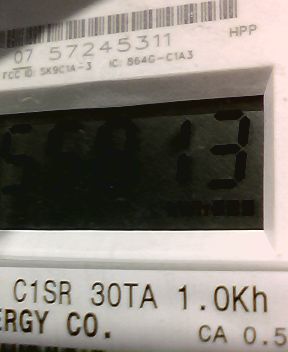 07 57245311
HPP
FCC ID: SK9C1A-3 IC: 864G-C1A3
13
C1SR 30TA 1.0Kh
ERGY CO.
CA 0.5